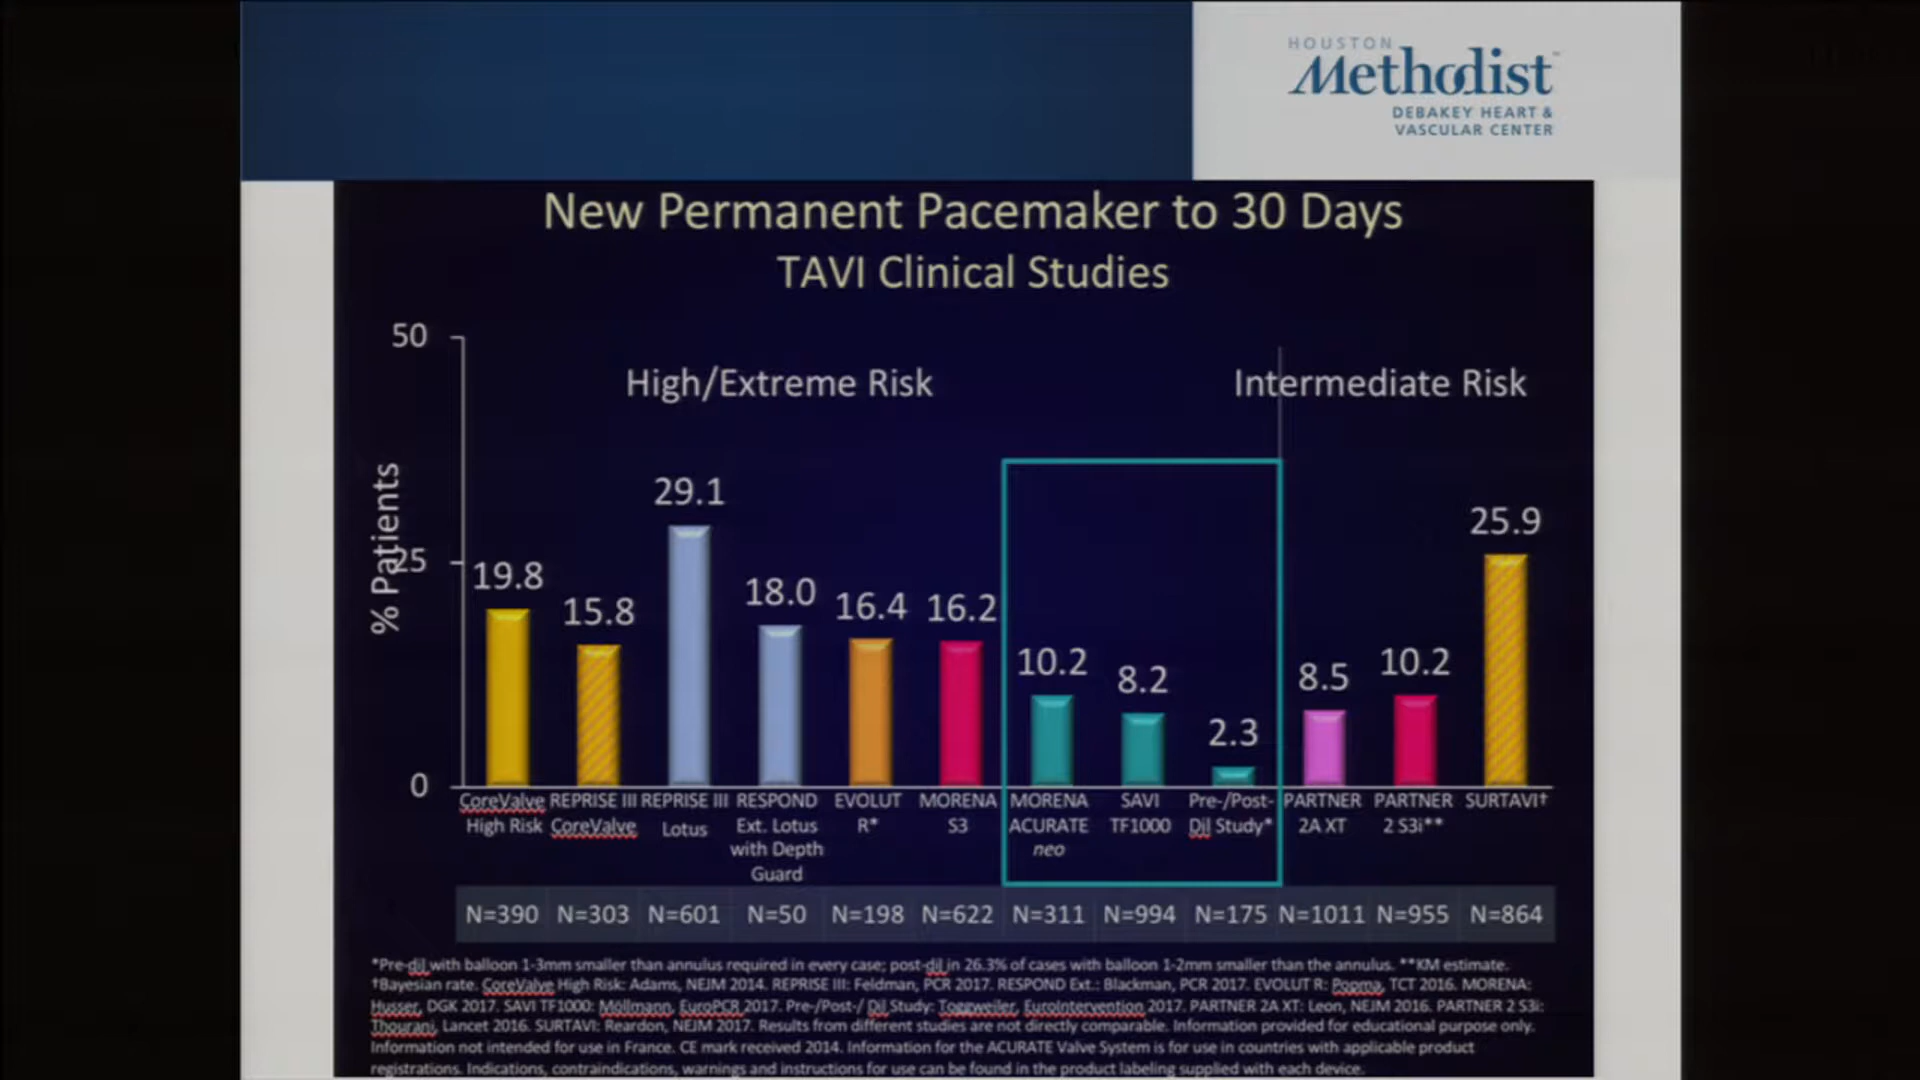 HOUSTON
Methodist
DEBAKEY HEART &
VASCULAR CENTER
New Permanent Pacemaker to 30 Days
TAVI Clinical Studies
50
High/Extreme Risk
Intermediate Risk
% Patients
25
0
19.8
15.8
29.1
18.0
16.4
16.2
10.2
8.2
2.3
8.5
10.2
25.9
CoreValve
High Risk
REPRISE III
CoreValve
REPRISE III
Lotus
RESPOND
Ext. Lotus
with Depth
Guard
EVOLUT
R*
MORENA
S3
MORENA
ACURATE
neo
SAVI
TF1000
Pre-/Post-
Dil Study*
PARTNER
2A XT
PARTNER
2 S3i**
SURTAVI†
N=390 N=303 N=601 N=50 N=198 N=622 N=311 N=994 N=175 N=1011 N=955 N=864
*Pre-dil with balloon 1-3mm smaller than annulus required in every case; post-dil in 26.3% of cases with balloon 1-2mm smaller than the annulus. **KM estimate.
†Bayesian rate. CoreValve High Risk: Adams, NEJM 2014. REPRISE III: Feldman, PCR 2017. RESPOND Ext.: Blackman, PCR 2017. EVOLUT R: Popma, TCT 2016. MORENA:
Husser, DGK 2017. SAVI TF1000: Möllmann, EuroPCR 2017. Pre-/Post-/ Dil Study: Toggweiler, EuroIntervention 2017. PARTNER 2A XT: Leon, NEJM 2016. PARTNER 2 S3i:
Thourani, Lancet 2016. SURTAVI: Reardon, NEJM 2017. Results from different studies are not directly comparable. Information provided for educational purpose only.
Information not intended for use in France. CE mark received 2014. Information for the ACURATE Valve System is for use in countries with applicable product
registrations. Indications, contraindications, warnings and instructions for use can be found in the product labeling supplied with each device.